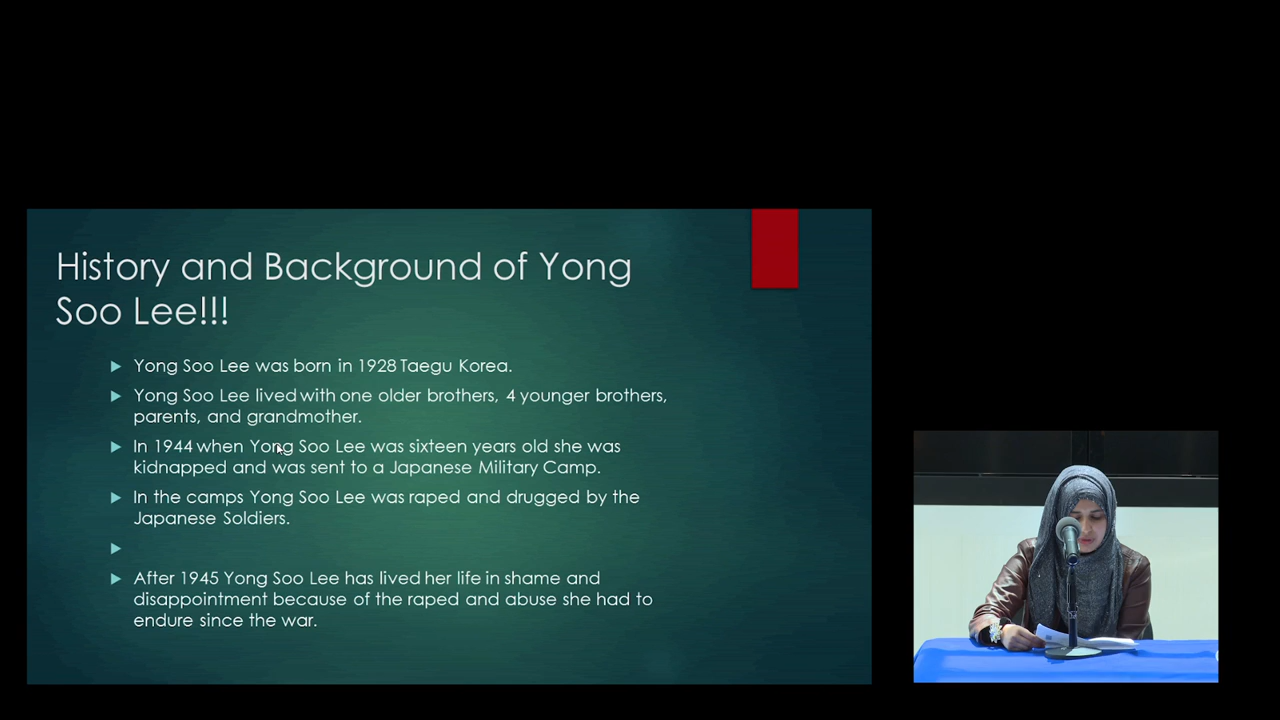 History and Background of Yong
Soo Lee!!!
Yong Soo Lee was born in 1928 Taegu Korea.
Yong Soo Lee lived with one older brothers, 4 younger brothers,
parents, and grandmother.
In 1944 when Yong Soo Lee was sixteen years old she was
kidnapped and was sent to a Japanese Military Camp.
In the camps Yong Soo Lee was raped and drugged by the
Japanese Soldiers.
After 1945 Yong Soo Lee has lived her life in shame and
disappointment because of the raped and abuse she had to
endure since the war.